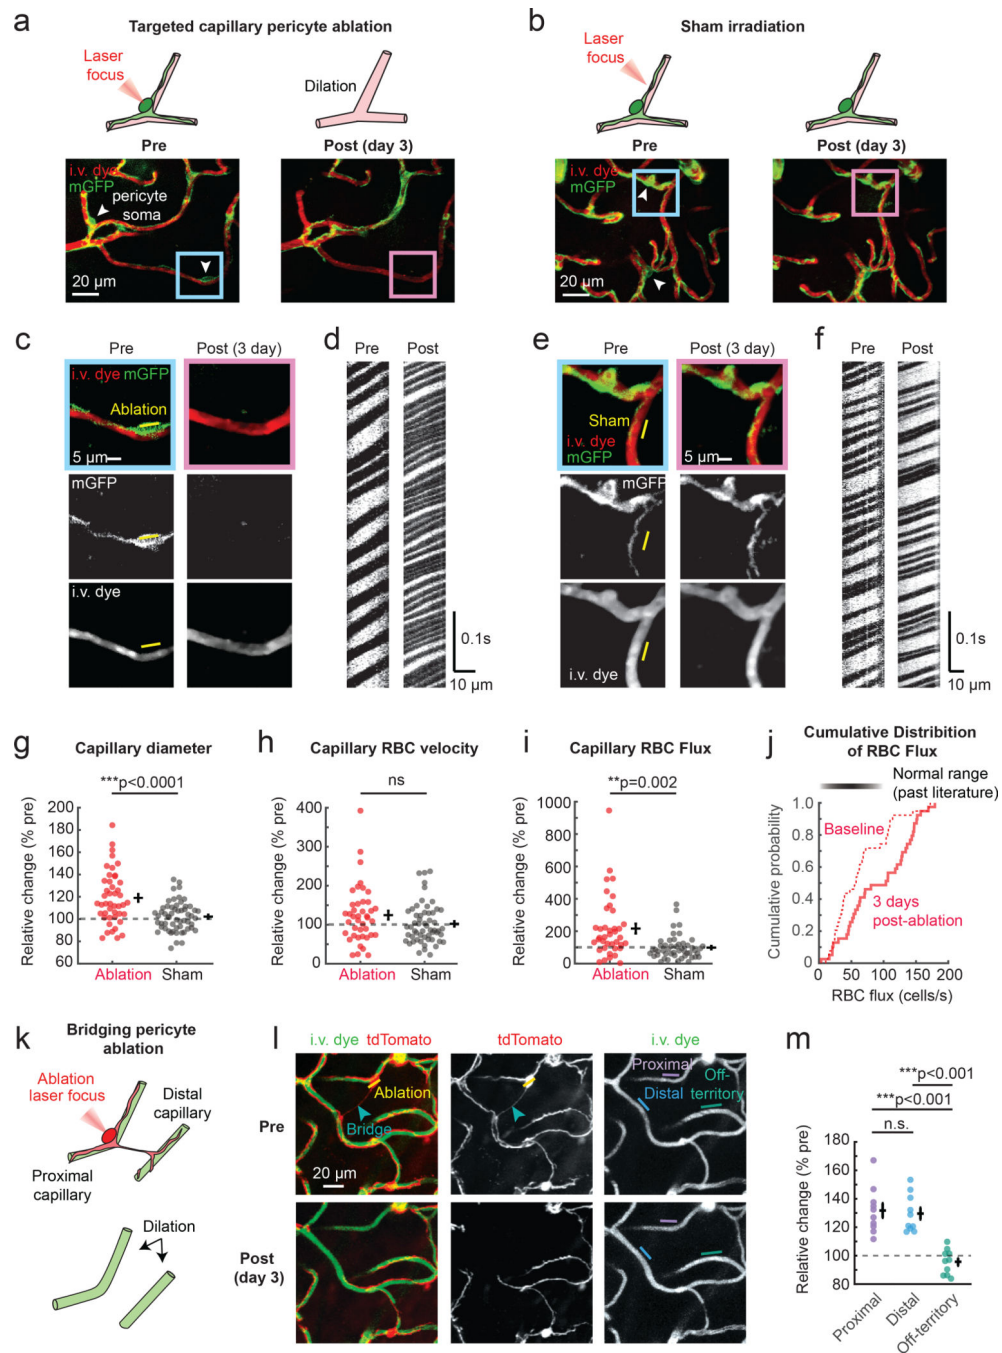 a
Targeted capillary pericyte ablation
Laser
focus
Dilation
Pre
Post (day 3)
i.v. dye
mGFP
pericyte
soma
20 µm
b
Sham irradiation
Laser
focus
Pre
Post (day 3)
i.v. dye
mGFP
20 µm
c
Pre
Post (3 day)
i.v. dye mGFP
Ablation
5 µm
mGFP
i.v. dye
d
Pre
Post
0.1s
10 µm
e
Pre
Post (3 day)
Sham
i.v. dye
mGFP
5 µm
mGFP
i.v. dye
f
Pre
Post
0.1s
10 µm
g
Capillary diameter
***p<0.0001
Relative change (% pre)
200
180
160
140
120
100
80
60
Ablation
Sham
h
Capillary RBC velocity
ns
Relative change (% pre)
400
300
200
100
0
Ablation
Sham
i
Capillary RBC Flux
**p=0.002
Relative change (% pre)
1000
800
600
400
200
0
Ablation
Sham
j
Cumulative Distribition
of RBC Flux
Normal range
(past literature)
Baseline
3 days
post-ablation
Cumulative probability
1.0
0.8
0.6
0.4
0.2
0
0 50 100 150 200
RBC flux (cells/s)
k
Bridging pericyte
ablation
Ablation
laser focus
Distal
capillary
Proximal
capillary
Dilation
l
i.v. dye tdTomato
tdTomato
i.v. dye
Pre
Ablation
Bridge
20 µm
Proximal
Distal
Off-
territory
Post
(day 3)
m
***p<0.001
***p<0.001
n.s.
Relative change (% pre)
180
160
140
120
100
80
Proximal
Distal
Off-territory